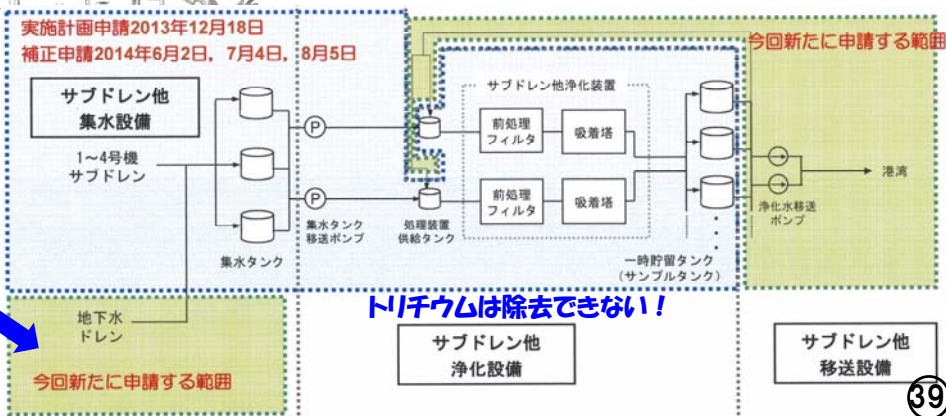 実施計画申請2013年12月18日
補正申請2014年6月2日，7月4日，8月5日
今回新たに申請する範囲
サブドレン他
集水設備
サブドレン他浄化装置
前処理
フィルタ
吸着塔
P
1～4号機
サブドレン
港湾
前処理
フィルタ
吸着塔
P
浄化水移送
ポンプ
集水タンク
移送ポンプ
処理装置
供給タンク
集水タンク
一時貯留タンク
（サンプルタンク）
トリチウムは除去できない！
地下水
ドレン
サブドレン他
浄化設備
サブドレン他
移送設備
今回新たに申請する範囲
39